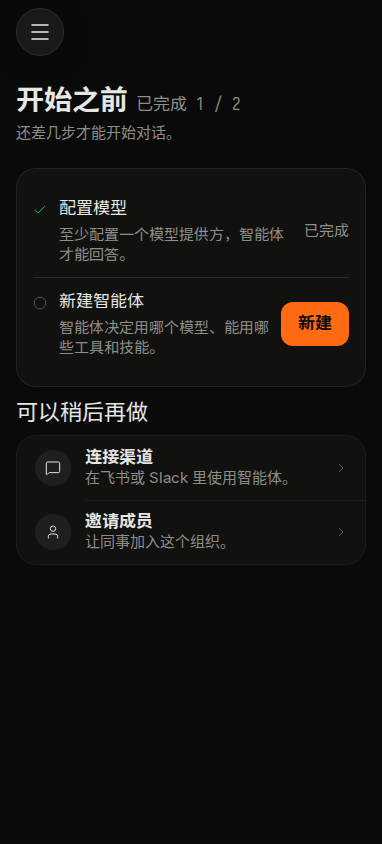 开始之前 已完成 1 / 2
还差几步才能开始对话。
配置模型
至少配置一个模型提供方，智能体
才能回答。
已完成
新建智能体
智能体决定用哪个模型、能用哪
些工具和技能。
新建
可以稍后再做
连接渠道
在飞书或 Slack 里使用智能体。
邀请成员
让同事加入这个组织。